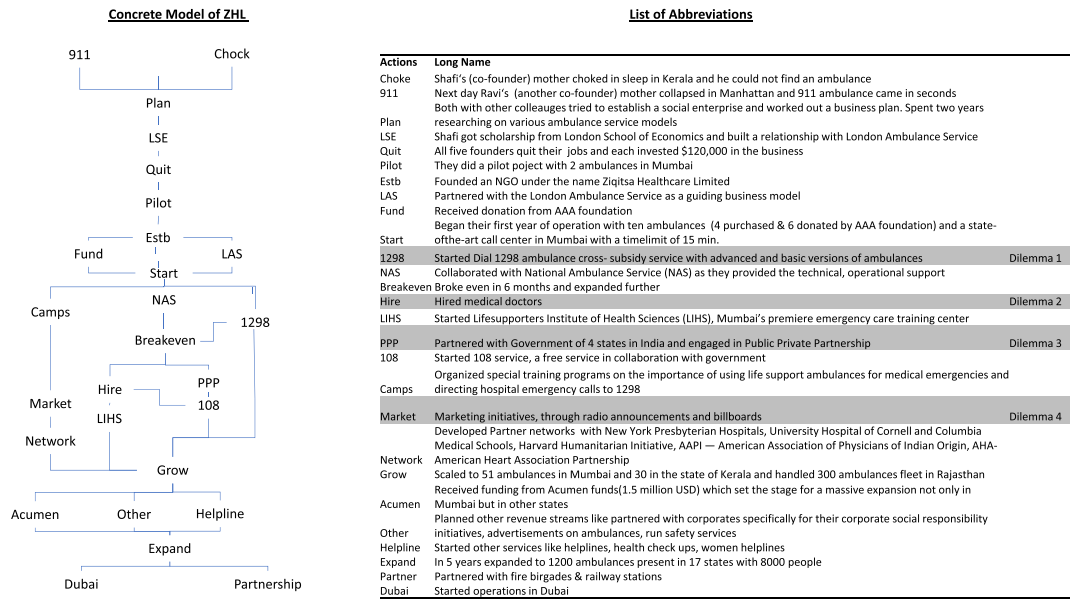 Concrete Model of ZHL
911
Chock
Plan
LSE
Quit
Pilot
Estb
Fund
LAS
Start
NAS
Camps
1298
Breakeven
Hire
PPP
Market
108
LIHS
Network
Grow
Acumen
Other
Helpline
Expand
Dubai
Partnership
List of Abbreviations
Actions Long Name
Choke Shafi's (co-founder) mother choked in sleep in Kerala and he could not find an ambulance
911 Next day Ravi's (another co-founder) mother collapsed in Manhattan and 911 ambulance came in seconds
Both with other colleauges tried to establish a social enterprise and worked out a business plan. Spent two years
Plan researching on various ambulance service models
LSE Shafi got scholarship from London School of Economics and built a relationship with London Ambulance Service
Quit All five founders quit their jobs and each invested $120,000 in the business
Pilot They did a pilot poject with 2 ambulances in Mumbai
Estb Founded an NGO under the name Ziqitsa Healthcare Limited
LAS Partnered with the London Ambulance Service as a guiding business model
Fund Received donation from AAA foundation
Began their first year of operation with ten ambulances (4 purchased & 6 donated by AAA foundation) and a state-
Start ofthe-art call center in Mumbai with a timelimit of 15 min.
1298 Started Dial 1298 ambulance cross- subsidy service with advanced and basic versions of ambulances Dilemma 1
NAS Collaborated with National Ambulance Service (NAS) as they provided the technical, operational support
Breakeven Broke even in 6 months and expanded further
Hire Hired medical doctors Dilemma 2
LIHS Started Lifesupporters Institute of Health Sciences (LIHS), Mumbai's premiere emergency care training center
PPP Partnered with Government of 4 states in India and engaged in Public Private Partnership Dilemma 3
108 Started 108 service, a free service in collaboration with government
Organized special training programs on the importance of using life support ambulances for medical emergencies and
Camps directing hospital emergency calls to 1298
Market Marketing initiatives, through radio announcements and billboards Dilemma 4
Developed Partner networks with New York Presbyterian Hospitals, University Hospital of Cornell and Columbia
Medical Schools, Harvard Humanitarian Initiative, AAPI — American Association of Physicians of Indian Origin, AHA-
Network American Heart Association Partnership
Grow Scaled to 51 ambulances in Mumbai and 30 in the state of Kerala and handled 300 ambulances fleet in Rajasthan
Received funding from Acumen funds(1.5 million USD) which set the stage for a massive expansion not only in
Acumen Mumbai but in other states
Planned other revenue streams like partnered with corporates specifically for their corporate social responsibility
Other initiatives, advertisements on ambulances, run safety services
Helpline Started other services like helplines, health check ups, women helplines
Expand In 5 years expanded to 1200 ambulances present in 17 states with 8000 people
Partner Partnered with fire birgades & railway stations
Dubai Started operations in Dubai